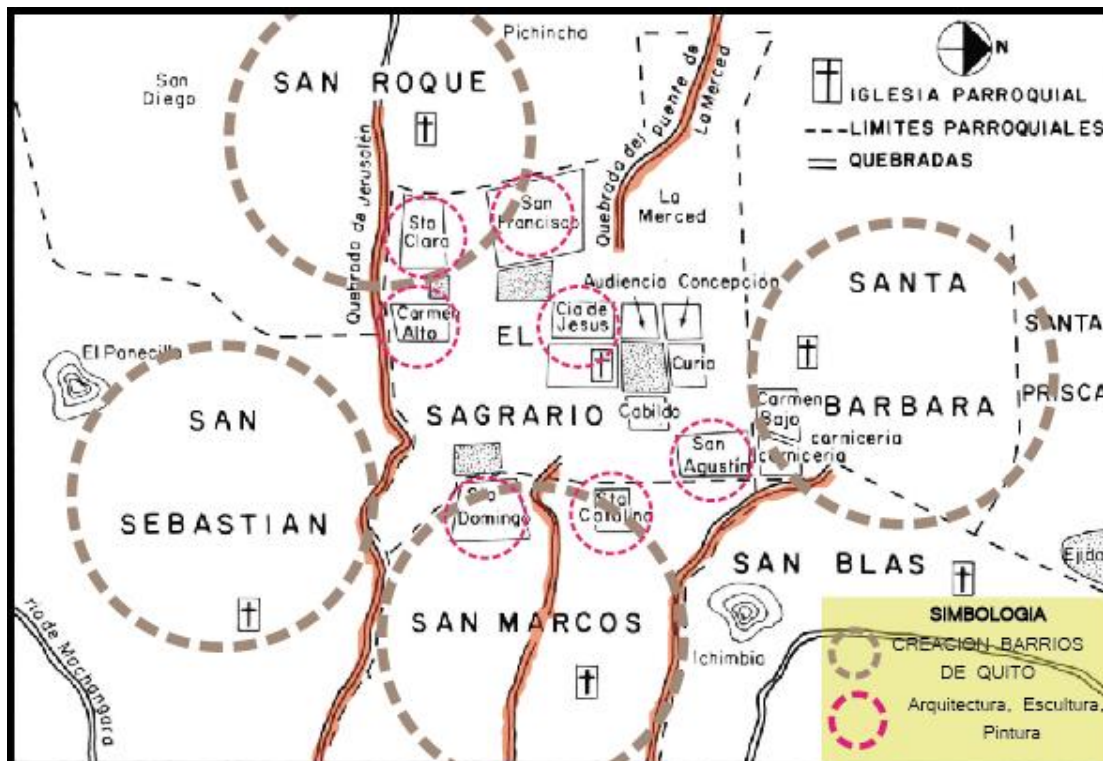 Pichincha
San
Diego
SAN ROQUE
Quebrada de Jerusalén
Quebrada del puente de
La Merced
N
IGLESIA PARROQUIAL
LIMITES PARROQUIALES
QUEBRADAS
Sta
Clara
San
Francisco
La
Merced
Audiencia
Concepción
Carmen
Alto
Cia de
Jesus
EL
SAGRARIO
Curia
Cabildo
SANTA
BARBARA
SANTA
PRISCA
Carmen
Bajo
carniceria
carniceria
El Panecillo
SAN
SEBASTIAN
San
Agustín
Sto
Domingo
Sta
Catalina
SAN MARCOS
SAN BLAS
Ejido
Ichimbia
rio de Machangara
SIMBOLOGIA
CREACION BARRIOS
DE QUITO
Arquitectura, Escultura,
Pintura